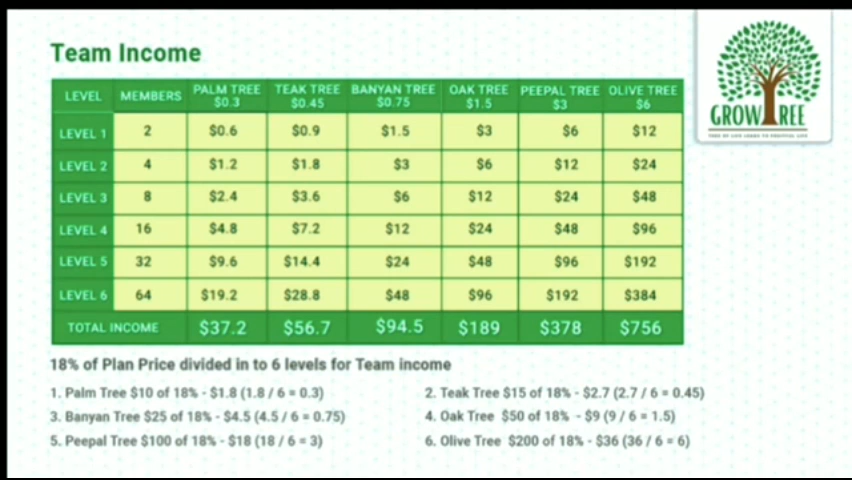 Team Income
LEVEL MEMBERS PALM TREE $0.3 TEAK TREE $0.45 BANYAN TREE $0.75 OAK TREE $1.5 PEEPAL TREE $3 OLIVE TREE $6
LEVEL 1 2 $0.6 $0.9 $1.5 $3 $6 $12
LEVEL 2 4 $1.2 $1.8 $3 $6 $12 $24
LEVEL 3 8 $2.4 $3.6 $6 $12 $24 $48
LEVEL 4 16 $4.8 $7.2 $12 $24 $48 $96
LEVEL 5 32 $9.6 $14.4 $24 $48 $96 $192
LEVEL 6 64 $19.2 $28.8 $48 $96 $192 $384
TOTAL INCOME $37.2 $56.7 $94.5 $189 $378 $756
GROW TREE
18% of Plan Price divided in to 6 levels for Team income
1. Palm Tree $10 of 18% - $1.8 (1.8 / 6 = 0.3)
2. Teak Tree $15 of 18% - $2.7 (2.7 / 6 = 0.45)
3. Banyan Tree $25 of 18% - $4.5 (4.5 / 6 = 0.75)
4. Oak Tree $50 of 18% - $9 (9 / 6 = 1.5)
5. Peepal Tree $100 of 18% - $18 (18 / 6 = 3)
6. Olive Tree $200 of 18% - $36 (36 / 6 = 6)